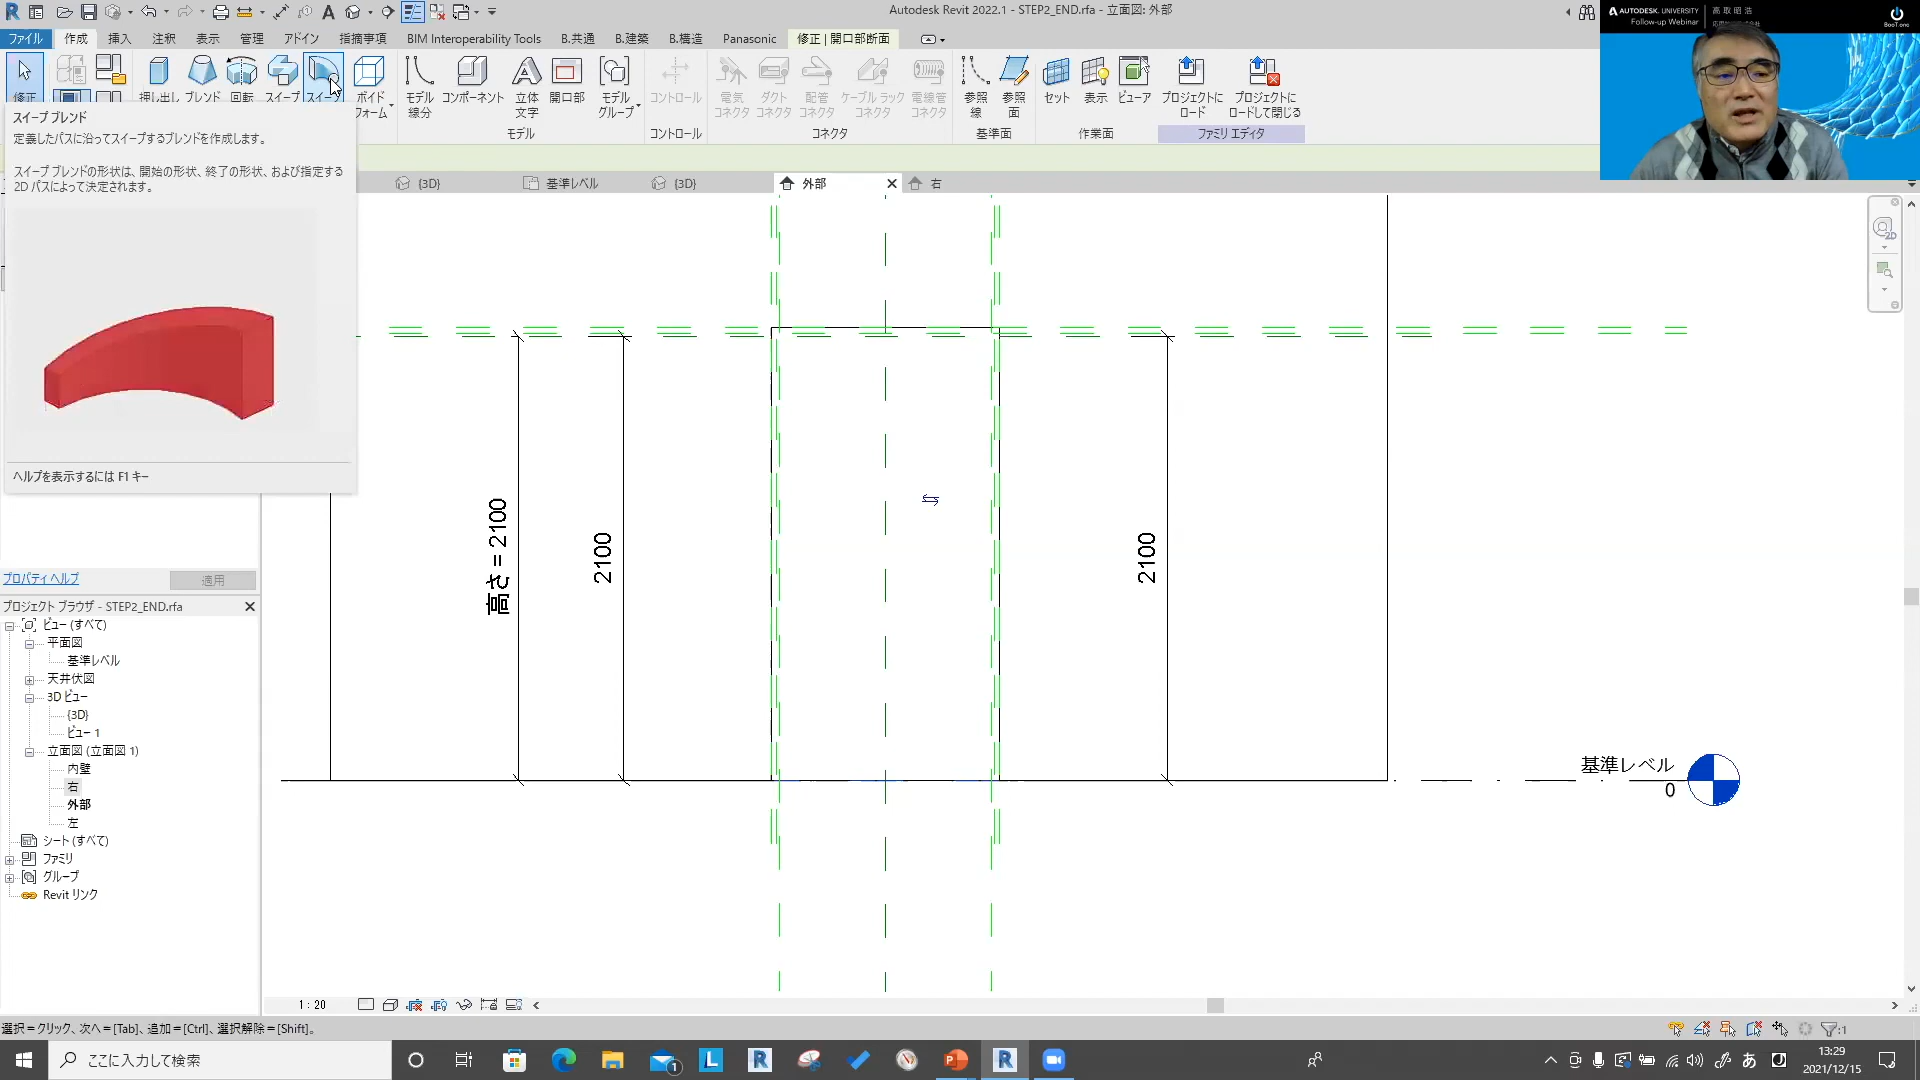 Autodesk Revit 2022.1 - STEP2_END.rfa - 立面図: 外部
AUTODESK. UNIVERSITY
Follow-up Webinar
高取昭浩
BooT.one
ファイル 作成 挿入 注釈 表示 管理 アドイン 指摘事項 BIM Interoperability Tools B.共通 B.建築 B.構造 Panasonic 修正 | 開口部断面
修正 押し出し ブレンド 回転 スイープ スイープ ボイド フォーム
モデル 線分 コンポーネント 立体 文字 開口部 モデル グループ
コントロール
電気 コネクタ ダクト コネクタ 配管 コネクタ ケーブル ラック コネクタ 電線管 コネクタ
参照 線 参照 面
セット 表示 ビューア
プロジェクトに ロード プロジェクトに ロードして閉じる
モデル コントロール コネクタ 基準面 作業面 ファミリ エディタ
スイープ ブレンド
定義したパスに沿ってスイープするブレンドを作成します。
スイープ ブレンドの形状は、開始の形状、終了の形状、および指定する
2D パスによって決定されます。
ヘルプを表示するには F1 キー
{3D} 基準レベル {3D} 外部 右
2D
高さ = 2100
2100
2100
基準レベル
0
プロパティ ヘルプ 適用
プロジェクト ブラウザ - STEP2_END.rfa
ビュー (すべて)
平面図
基準レベル
天井伏図
3D ビュー
{3D}
ビュー 1
立面図 (立面図 1)
内壁
右
外部
左
シート (すべて)
ファミリ
グループ
Revit リンク
1 : 20
選択=クリック、次へ=[Tab]、追加=[Ctrl]、選択解除=[Shift]。
:1
ここに入力して検索
1
あ
13:29
2021/12/15